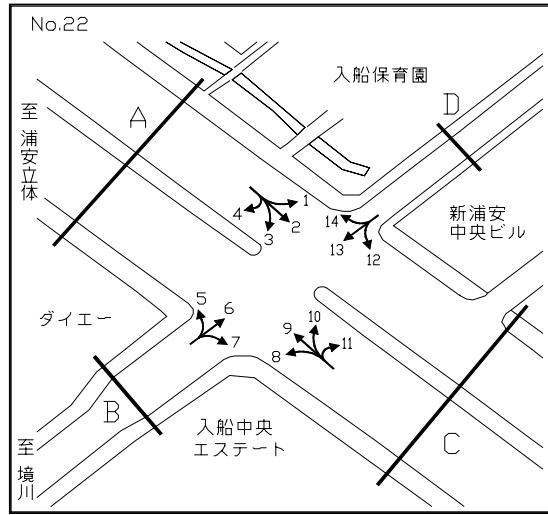 No.22
入船保育園
A
D
至 浦安立体
1
2
3
4
14
13
12
新浦安
中央ビル
ダイエー
5
6
7
8
9
10
11
B
C
入船中央
エステート
至 境川